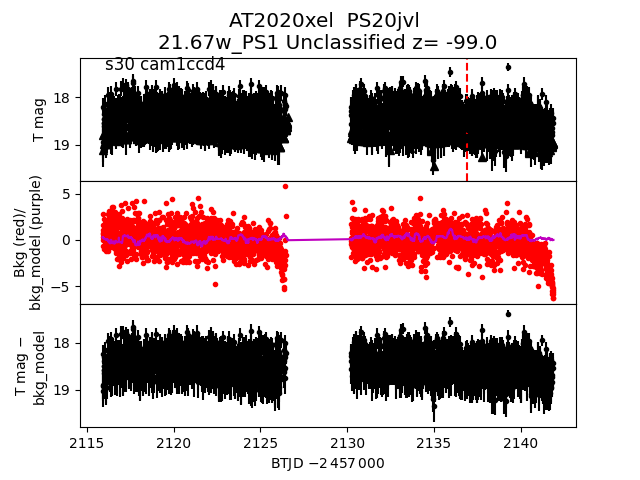 AT2020xel  PS20jvl
21.67w_PS1 Unclassified z= -99.0
s30 cam1ccd4
T mag
18
19
Bkg (red)/
bkg_model (purple)
5
0
−5
T mag −
bkg_model
18
19
2115
2120
2125
2130
2135
2140
BTJD −2 457 000